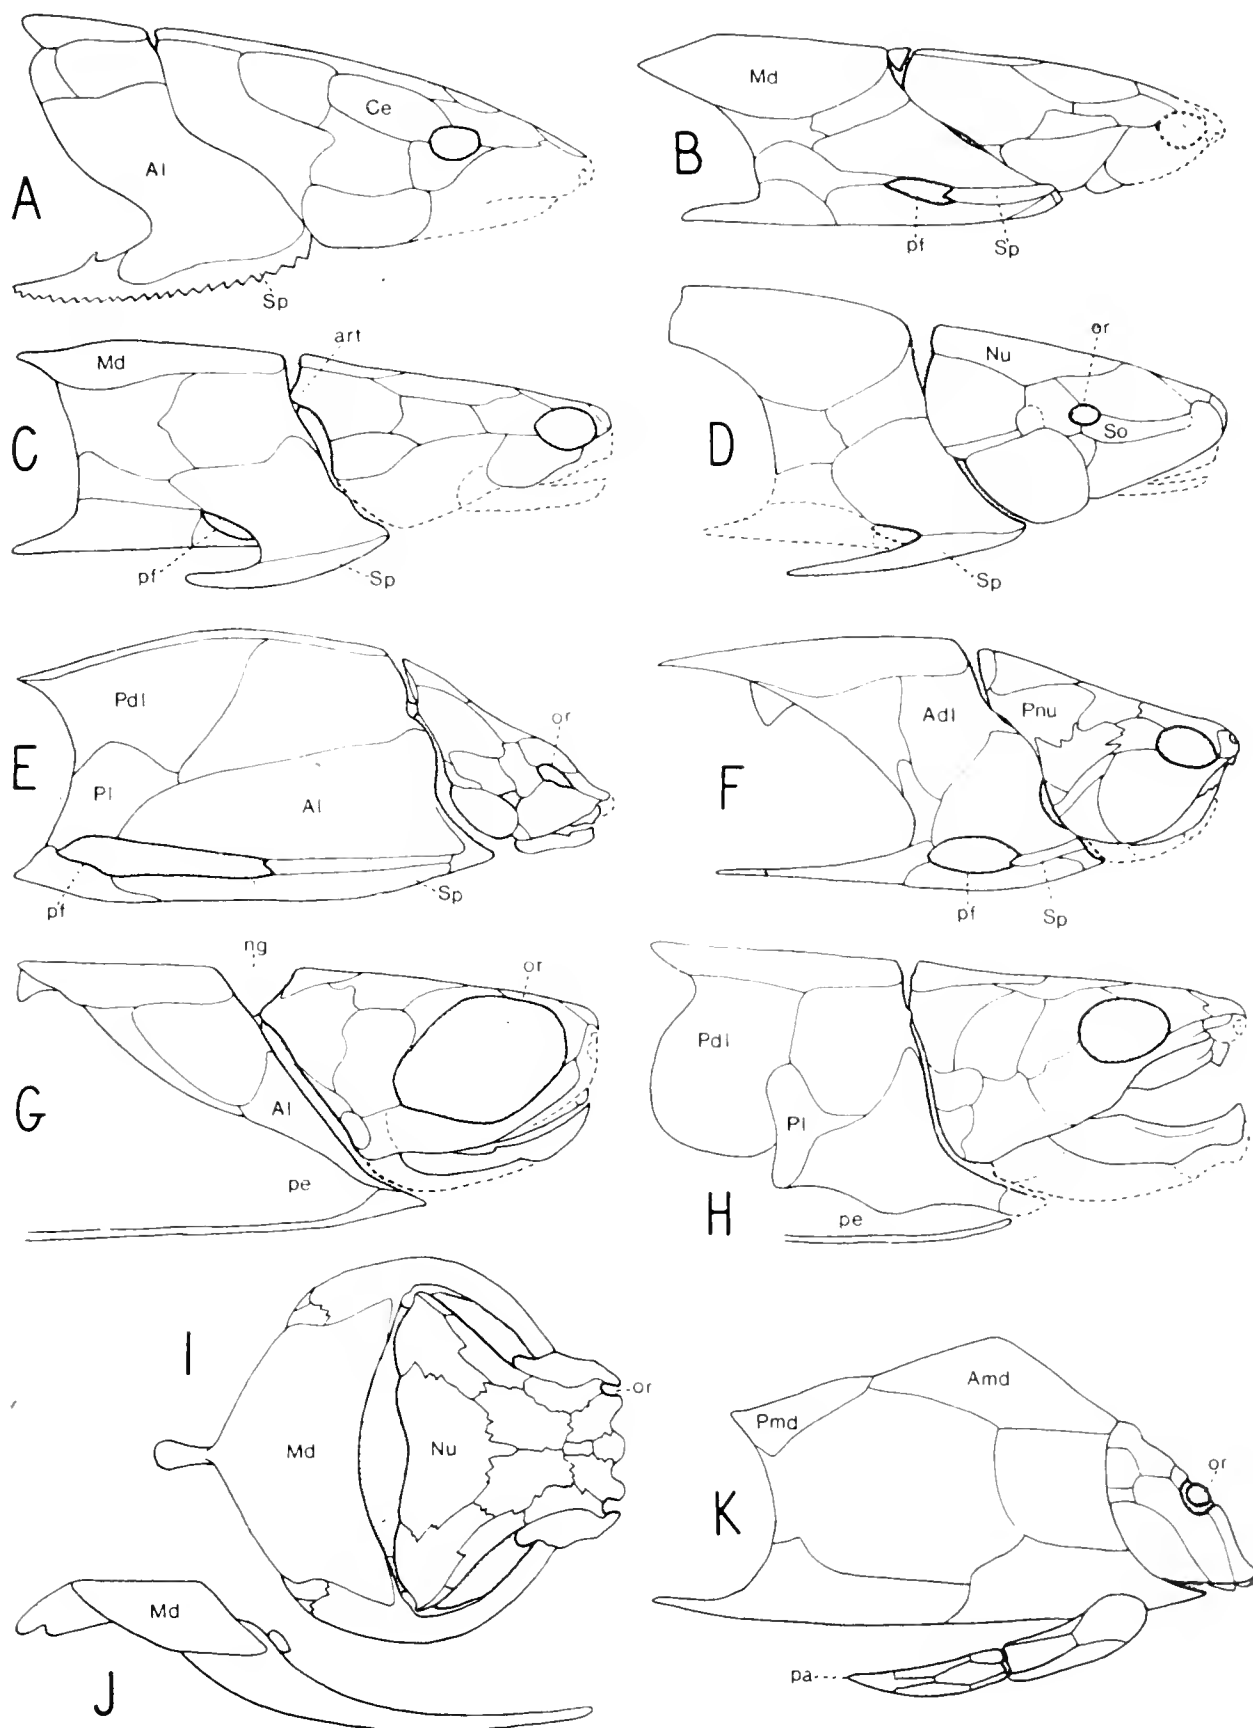 A
Al
Ce
Sp
B
Md
pf
Sp
C
Md
art
pf
Sp
D
Nu
or
So
Sp
E
Pdl
Pl
Al
or
pf
Sp
F
Adl
Pnu
pf
Sp
G
ng
or
Al
pe
H
Pdl
Pl
pe
I
Md
Nu
or
J
Md
K
Pmd
Amd
or
pa